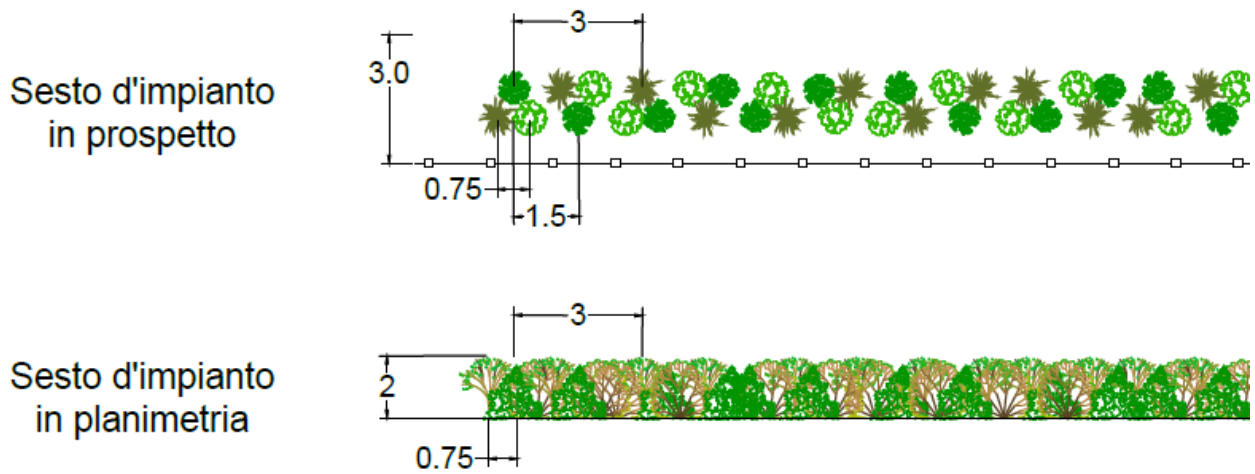 3
3.0
Sesto d'impianto
in prospetto
0.75
1.5
3
Sesto d'impianto
2
in planimetria
0.75